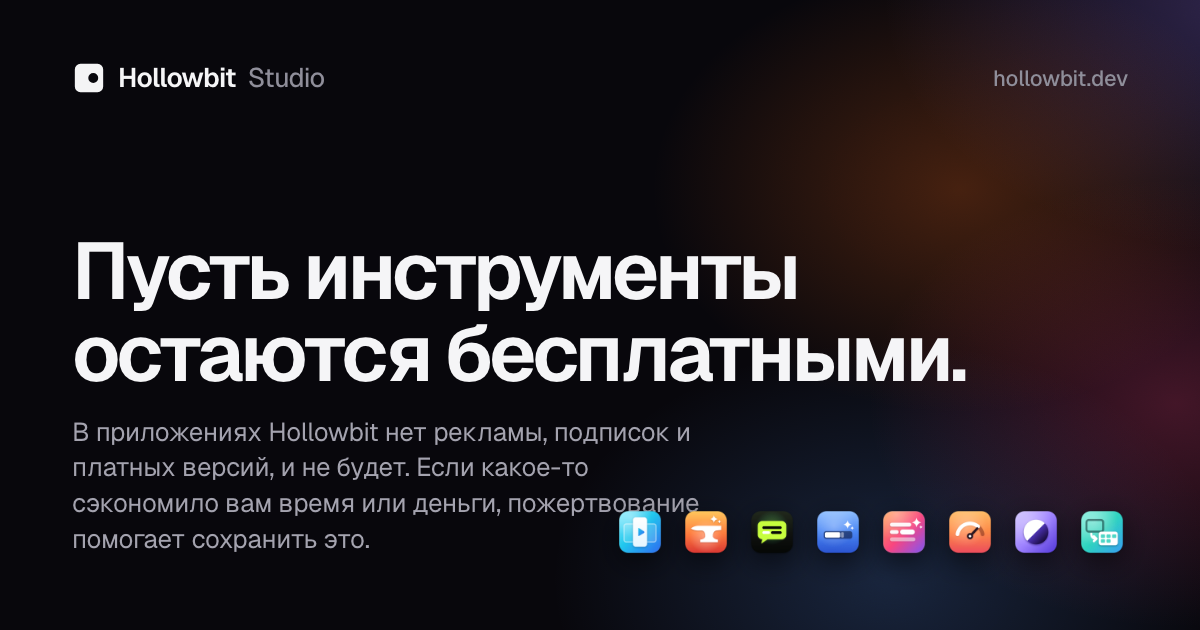 Hollowbit Studio
hollowbit.dev
Пусть инструменты
остаются бесплатными.
В приложениях Hollowbit нет рекламы, подписок и
платных версий, и не будет. Если какое-то
сэкономило вам время или деньги, пожертвование
помогает сохранить это.